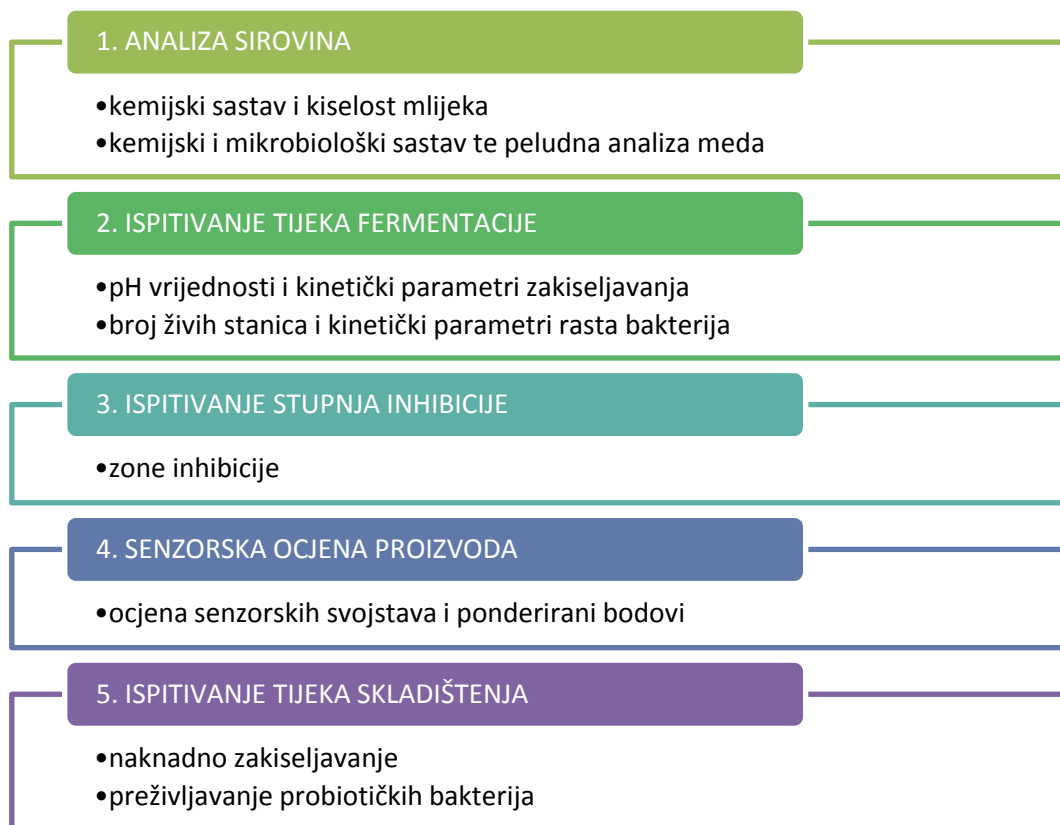 1. ANALIZA SIROVINA
•kemijski sastav i kiselost mlijeka
•kemijski i mikrobiološki sastav te peludna analiza meda
2. ISPITIVANJE TIJEKA FERMENTACIJE
•pH vrijednosti i kinetički parametri zakiseljavanja
•broj živih stanica i kinetički parametri rasta bakterija
3. ISPITIVANJE STUPNJA INHIBICIJE
•zone inhibicije
4. SENZORSKA OCJENA PROIZVODA
•ocjena senzorskih svojstava i ponderirani bodovi
5. ISPITIVANJE TIJEKA SKLADIŠTENJA
•naknadno zakiseljavanje
•preživljavanje probiotičkih bakterija